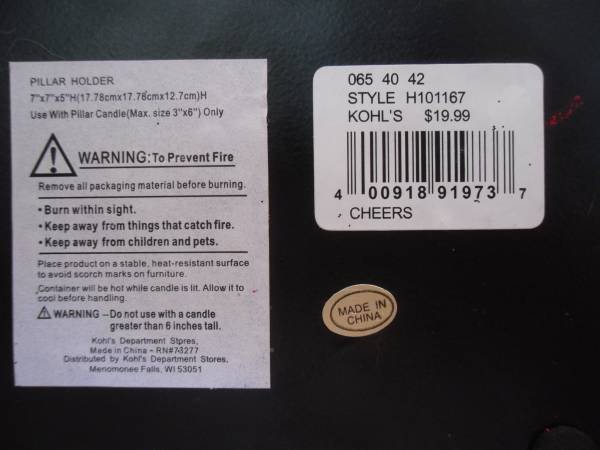 PILLAR HOLDER
7"x7"x5"H(17.78cmx17.78cmx12.7cm)H
Use With Pillar Candle(Max. size 3"x6") Only
WARNING:To Prevent Fire
Remove all packaging material before burning.
• Burn within sight.
• Keep away from things that catch fire.
• Keep away from children and pets.
Place product on a stable, heat-resistant surface
to avoid scorch marks on furniture.
Container will be hot while candle is lit. Allow it to
cool before handling.
WARNING –Do not use with a candle
greater than 6 inches tall.
Kohl's Department Stores,
Made in China - RN#73277
Distributed by Kohl's Department Stores,
Menomonee Falls, WI 53051
065 40 42
STYLE H101167
KOHL'S $19.99
4 00918 91973 7
CHEERS
MADE IN
CHINA